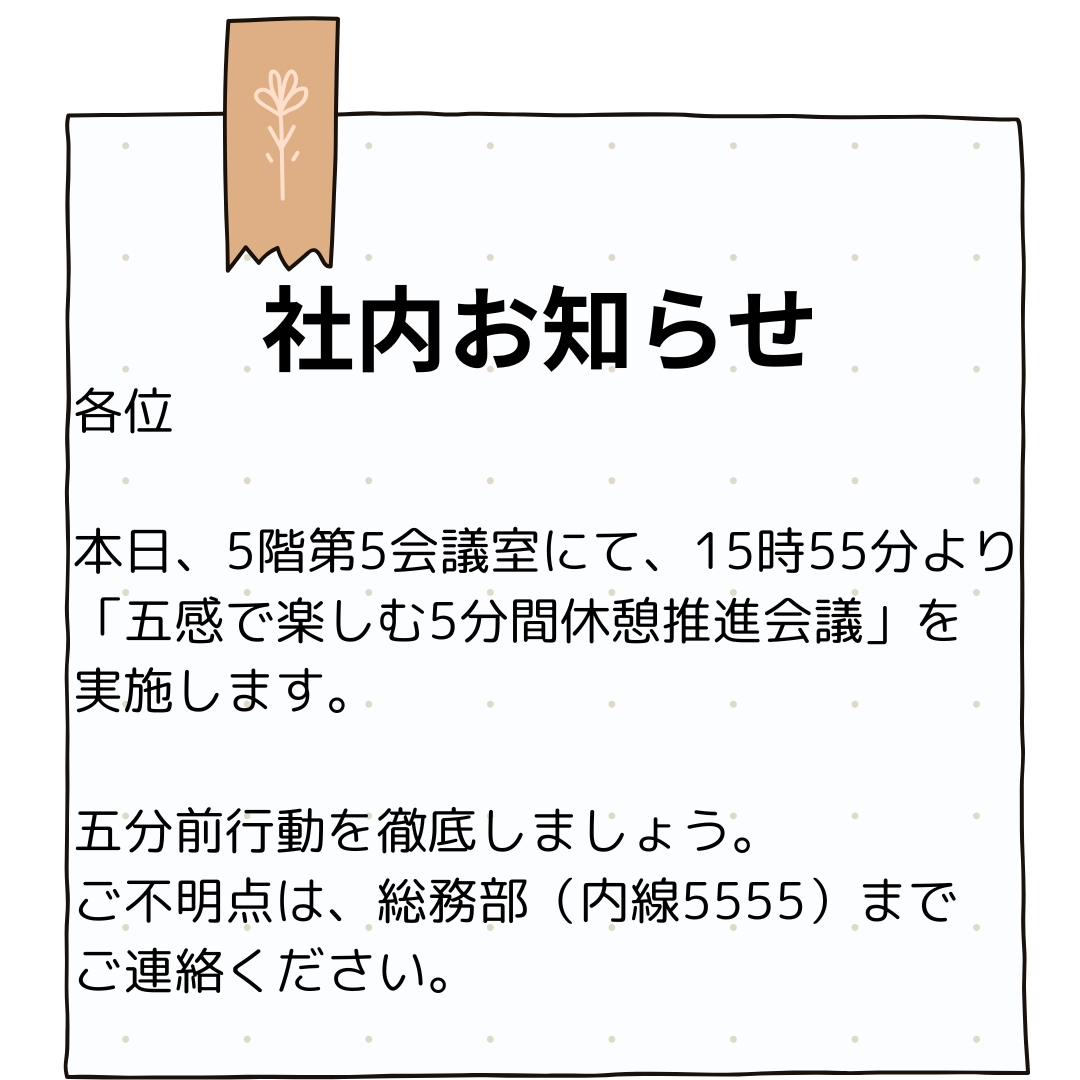 社内お知らせ
各位
本日、5階第5会議室にて、15時55分より
「五感で楽しむ5分間休憩推進会議」を
実施します。
五分前行動を徹底しましょう。
ご不明点は、総務部（内線5555）まで
ご連絡ください。